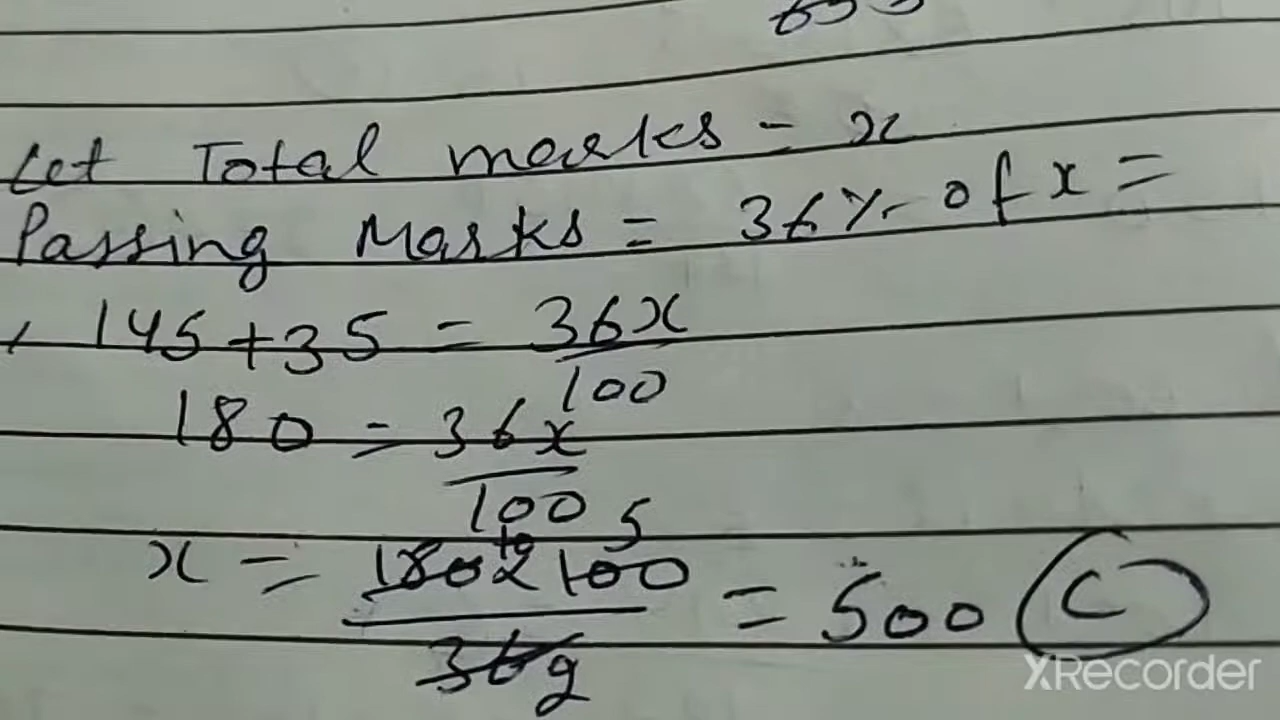 Let Total marks = x
Passing Marks = 36% of x =
145+35 = 36x
100
180 = 36x
100
x = 180 x 100 = 500 C
36
XRecorder